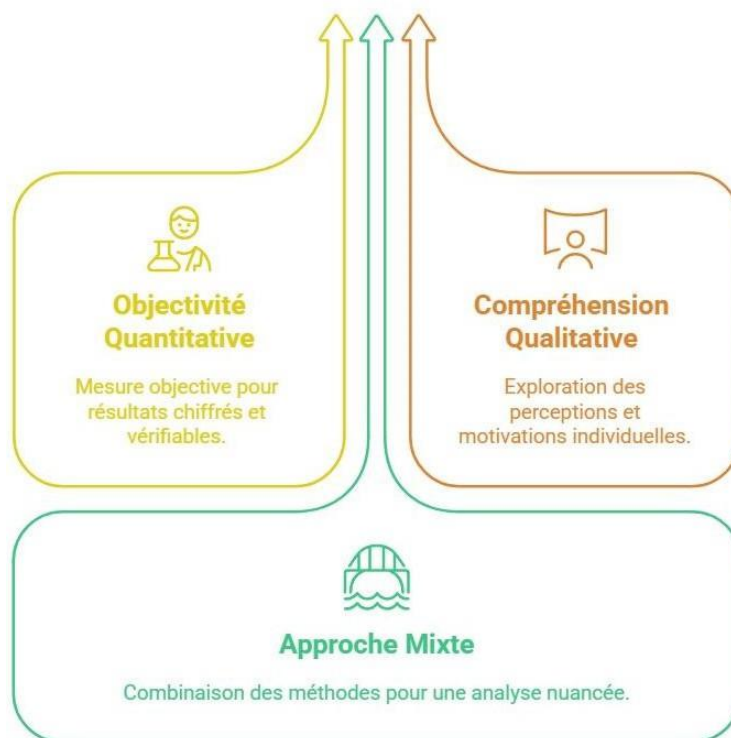 Objectivité
Quantitative
Mesure objective pour
résultats chiffrés et
vérifiables.
Compréhension
Qualitative
Exploration des
perceptions et
motivations individuelles.
Approche Mixte
Combinaison des méthodes pour une analyse nuancée.